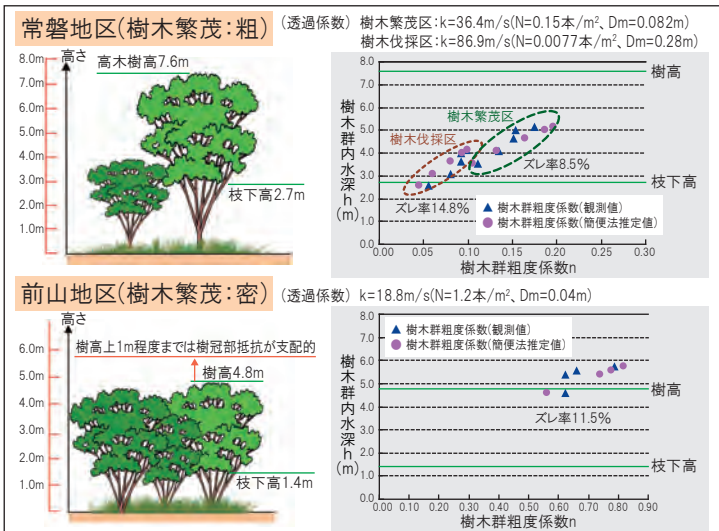 常磐地区(樹木繁茂:粗)
(透過係数) 樹木繁茂区:k=36.4m/s(N=0.15本/m²、Dm=0.082m)
樹木伐採区:k=86.9m/s(N=0.0077本/m²、Dm=0.28m)
高さ
8.0m
7.0m
6.0m
5.0m
4.0m
3.0m
2.0m
1.0m
高木樹高7.6m
枝下高2.7m
樹木群内水深h(m)
8.0
7.0
6.0
5.0
4.0
3.0
2.0
1.0
0.0
樹高
樹木繁茂区
樹木伐採区
ズレ率8.5%
枝下高
ズレ率14.8%
樹木群粗度係数(観測値)
樹木群粗度係数(簡便法推定値)
0.00 0.05 0.10 0.15 0.20 0.25 0.30
樹木群粗度係数n
前山地区(樹木繁茂:密)
(透過係数) k=18.8m/s(N=1.2本/m²、Dm=0.04m)
高さ
6.0m
5.0m
4.0m
3.0m
2.0m
1.0m
樹高上1m程度までは樹冠部抵抗が支配的
樹高4.8m
枝下高1.4m
樹木群内水深h(m)
8.0
7.0
6.0
5.0
4.0
3.0
2.0
1.0
0.0
樹木群粗度係数(観測値)
樹木群粗度係数(簡便法推定値)
樹高
ズレ率11.5%
枝下高
0.00 0.10 0.20 0.30 0.40 0.50 0.60 0.70 0.80 0.90
樹木群粗度係数n